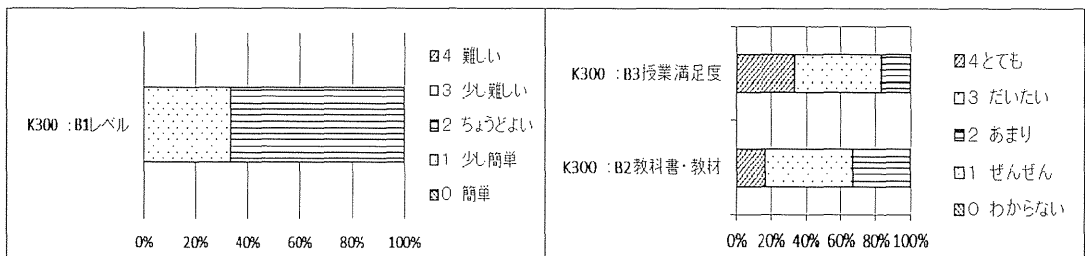 K300 :B1レベル
0% 20% 40% 60% 80% 100%
4 難しい
3 少し難しい
2 ちょうどよい
1 少し簡単
0 簡単
K300 :B3授業満足度
K300 :B2教科書・教材
0% 20% 40% 60% 80% 100%
4とても
3 だいたい
2 あまり
1 ぜんぜん
0 わからない